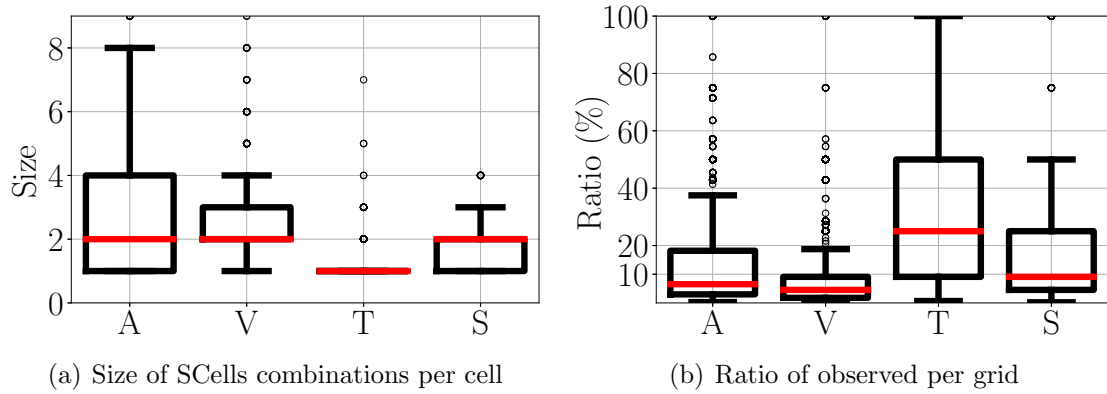 Size
8
6
4
2
0
A V T S
(a) Size of SCells combinations per cell
Ratio (%)
100
80
60
40
20
10
A V T S
(b) Ratio of observed per grid